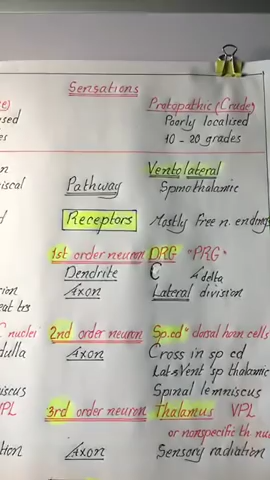 Sensations
e)
Protopathic (Crude)
Poorly localised
10 - 20 grades
Ventolateral
Pathway
Spinothalamic
Receptors
Mostly Free n. endings
1st order neuron
DRG "PRG"
Dendrite
C
delta
Axon
Lateral division
C nuclei
2nd order neuron
Sp.cd dorsal horn cells
dulla
Axon
Cross in sp cd
Lat & Vent sp thalamic
iscus
Spinal lemniscus
VPL
3rd order neuron
Thalamus VPL
or nonspecific th nu
tion
Axon
Sensory radiation